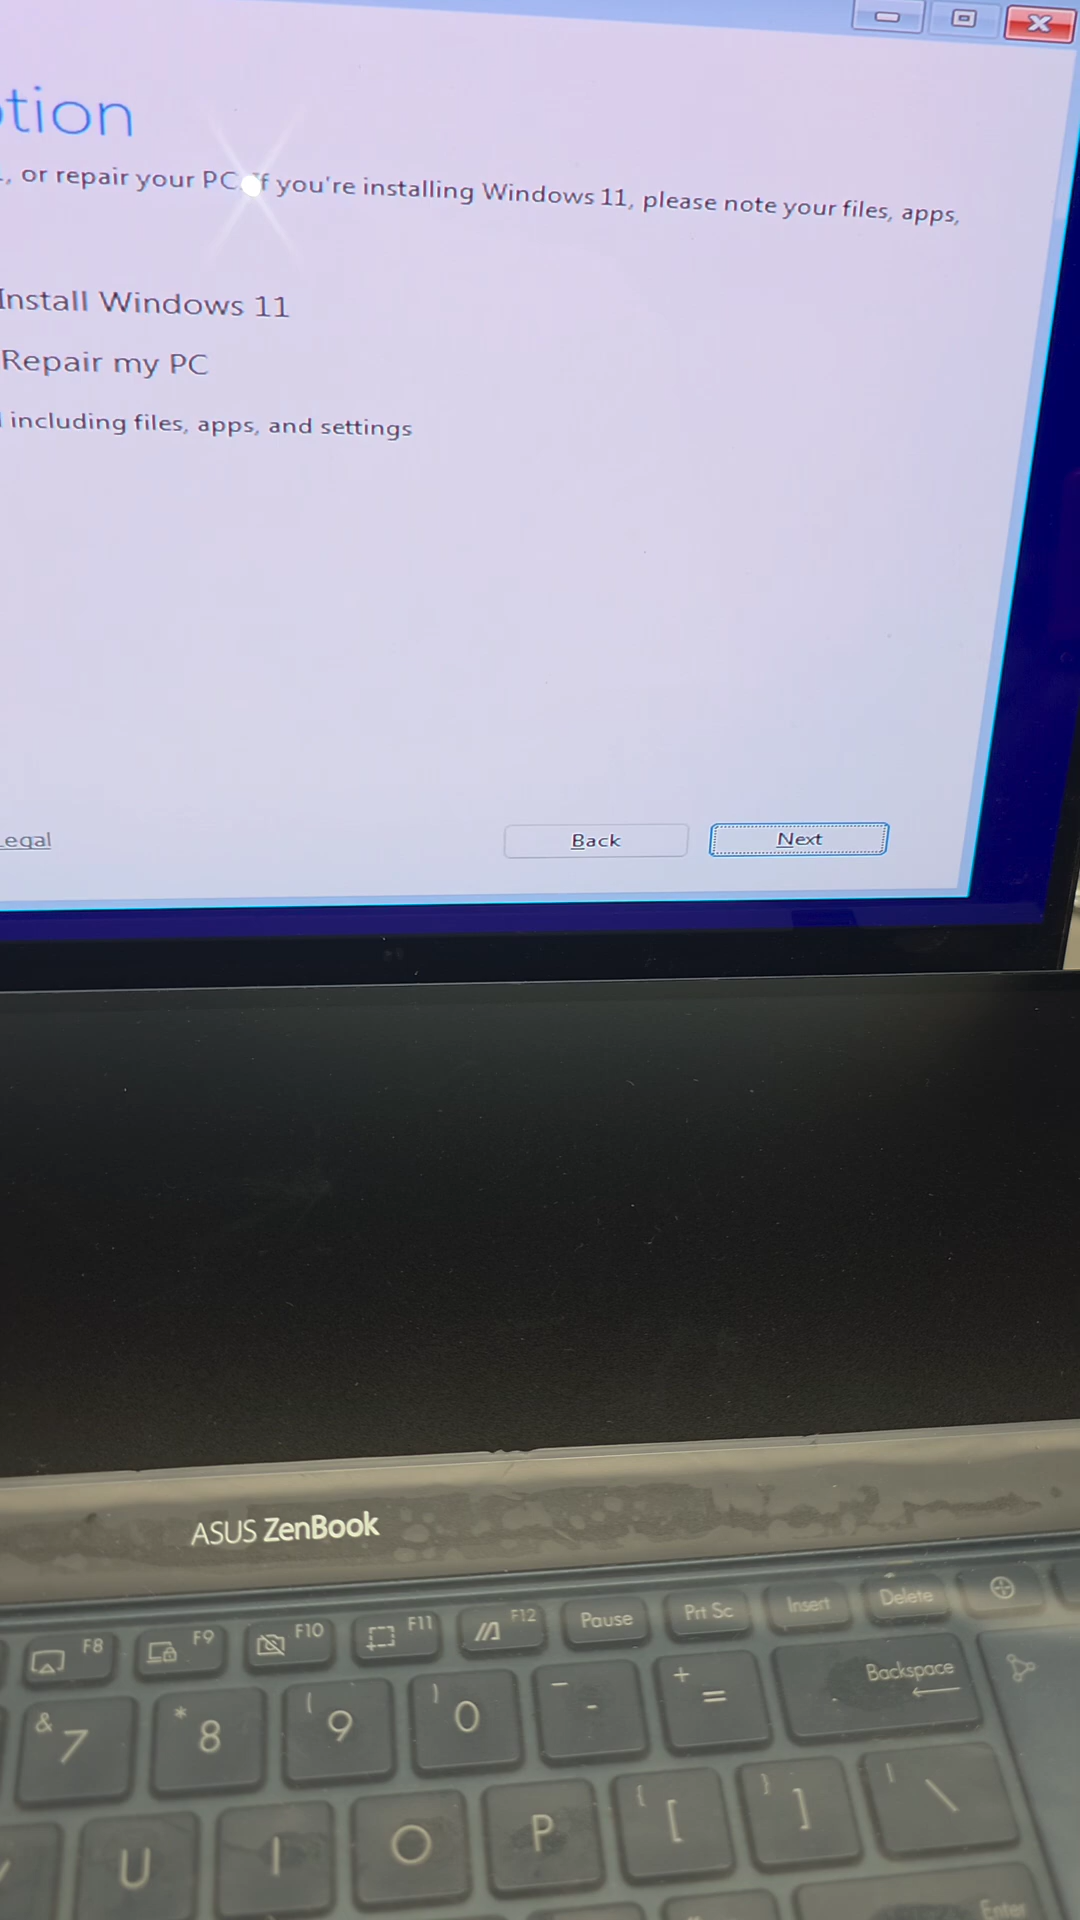 tion
., or repair your PC. If you're installing Windows 11, please note your files, apps,
Install Windows 11
Repair my PC
including files, apps, and settings
Legal
Back
Next
ASUS ZenBook
F8
F9
F10
F11
F12
Pause
Prt Sc
Insert
Delete
& 7
* 8
( 9
) 0
_ -
+ =
Backspace
U
I
O
P
{ [
} ]
| \
Enter